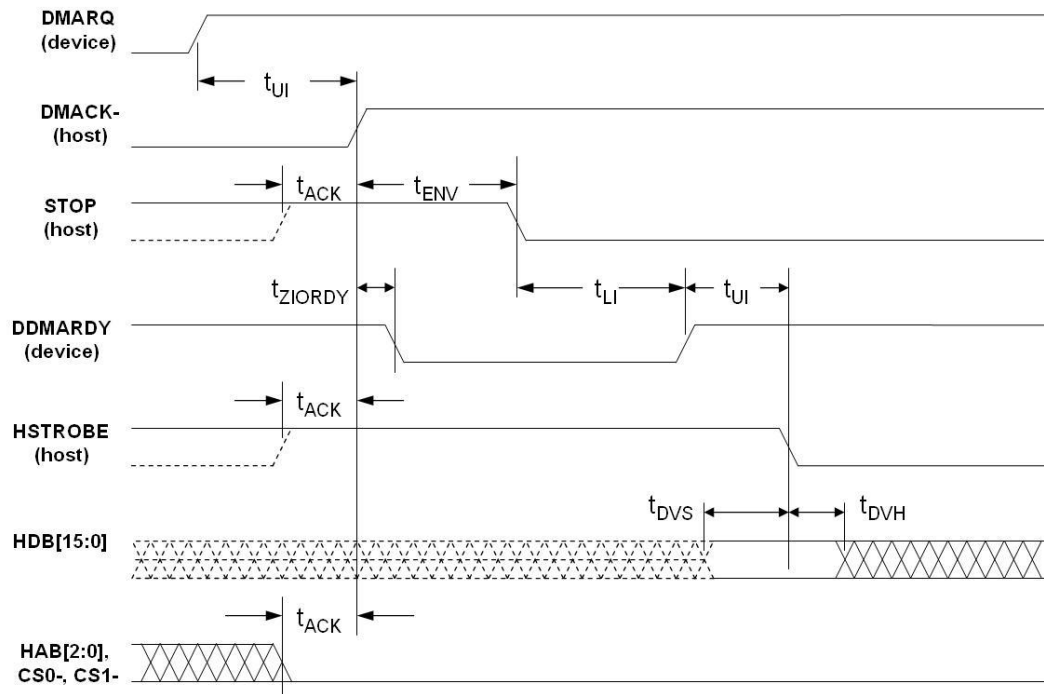 DMARQ
(device)
tUI
DMACK-
(host)
tACK
tENV
STOP
(host)
tZIORDY
tLI
tUI
DDMARDY
(device)
tACK
HSTROBE
(host)
tDVS
tDVH
HDB[15:0]
tACK
HAB[2:0],
CS0-, CS1-